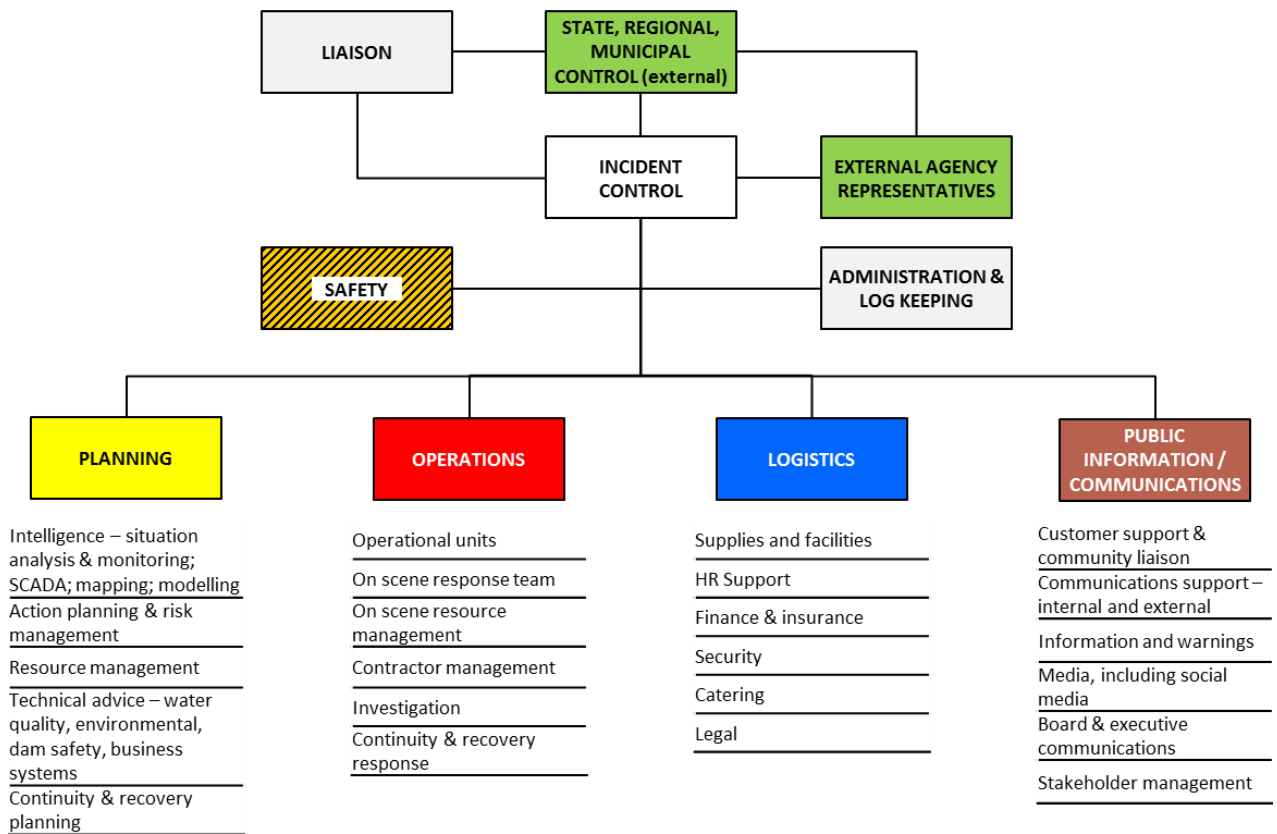 LIAISON
STATE, REGIONAL,
MUNICIPAL
CONTROL (external)
INCIDENT
CONTROL
EXTERNAL AGENCY
REPRESENTATIVES
SAFETY
ADMINISTRATION &
LOG KEEPING
PLANNING
OPERATIONS
LOGISTICS
PUBLIC
INFORMATION /
COMMUNICATIONS
Intelligence – situation
analysis & monitoring;
SCADA; mapping; modelling
Action planning & risk
management
Resource management
Technical advice – water
quality, environmental,
dam safety, business
systems
Continuity & recovery
planning
Operational units
On scene response team
On scene resource
management
Contractor management
Investigation
Continuity & recovery
response
Supplies and facilities
HR Support
Finance & insurance
Security
Catering
Legal
Customer support &
community liaison
Communications support –
internal and external
Information and warnings
Media, including social
media
Board & executive
communications
Stakeholder management